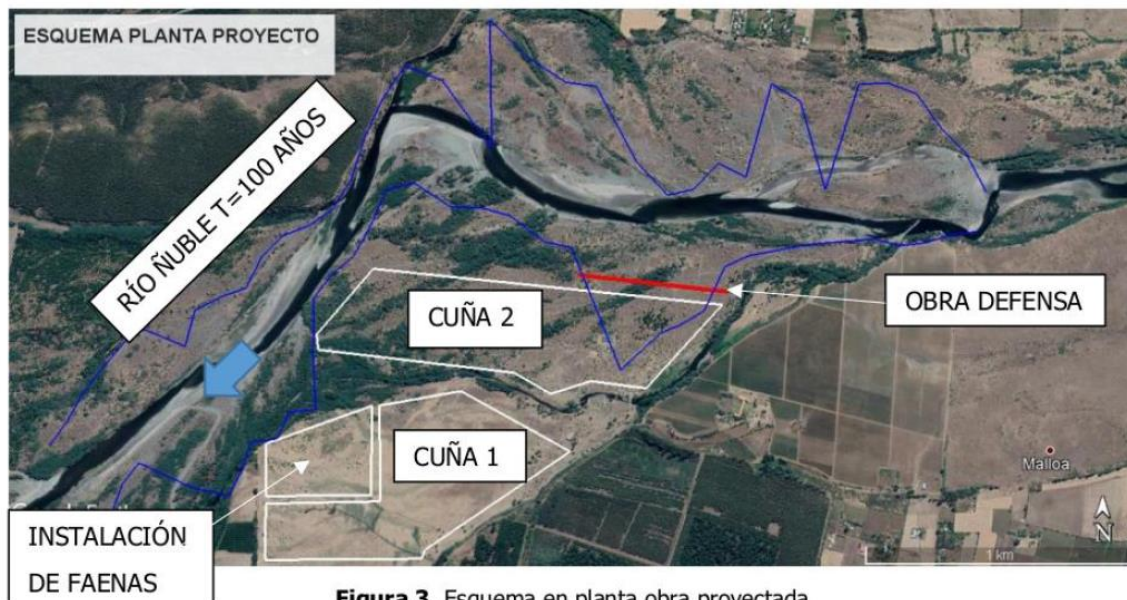 ESQUEMA PLANTA PROYECTO
RÍO ÑUBLE T=100 AÑOS
CUÑA 2
OBRA DEFENSA
CUÑA 1
Malloa
N
1 km
INSTALACIÓN
DE FAENAS
Figura 3. Esquema en planta obra proyectada